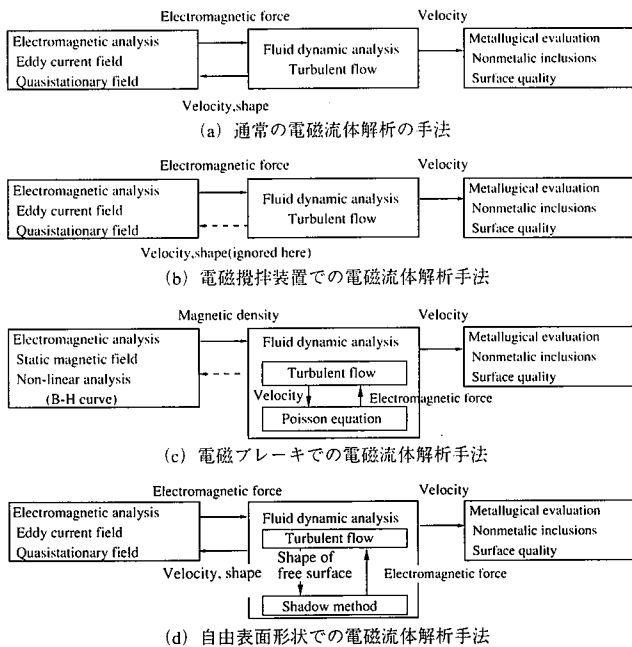 Electromagnetic force
Velocity
Electromagnetic analysis
Eddy current field
Quasistationary field
Fluid dynamic analysis
Turbulent flow
Metallugical evaluation
Nonmetalic inclusions
Surface quality
Velocity,shape
(a) 通常の電磁流体解析の手法
Electromagnetic force
Velocity
Electromagnetic analysis
Eddy current field
Quasistationary field
Fluid dynamic analysis
Turbulent flow
Metallugical evaluation
Nonmetalic inclusions
Surface quality
Velocity,shape(ignored here)
(b) 電磁攪拌装置での電磁流体解析手法
Magnetic density
Velocity
Electromagnetic analysis
Static magnetic field
Non-linear analysis
(B-H curve)
Fluid dynamic analysis
Turbulent flow
Velocity
Electromagnetic force
Poisson equation
Metallugical evaluation
Nonmetalic inclusions
Surface quality
(c) 電磁ブレーキでの電磁流体解析手法
Electromagnetic force
Velocity
Electromagnetic analysis
Eddy current field
Quasistationary field
Velocity, shape
Fluid dynamic analysis
Turbulent flow
Shape of
free surface
Electromagnetic force
Shadow method
Metallugical evaluation
Nonmetalic inclusions
Surface quality
(d) 自由表面形状での電磁流体解析手法